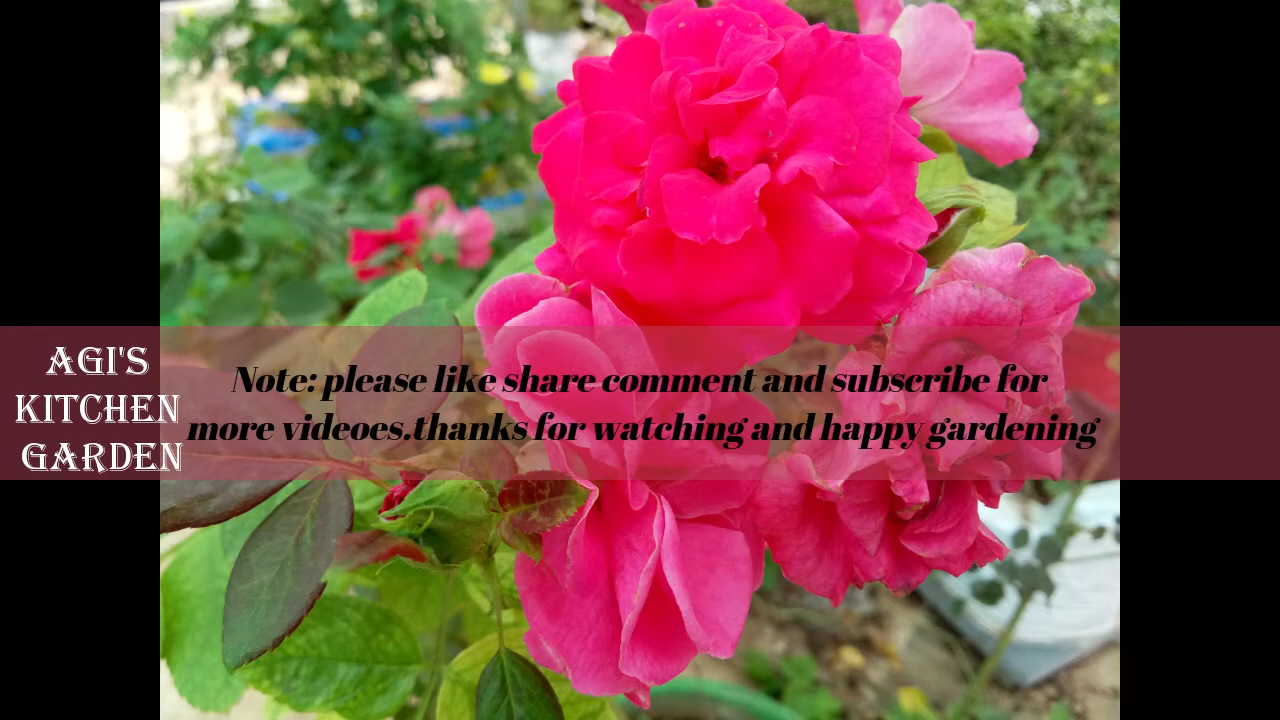 AGI'S
KITCHEN
GARDEN
Note: please like share comment and subscribe for
more videoes.thanks for watching and happy gardening